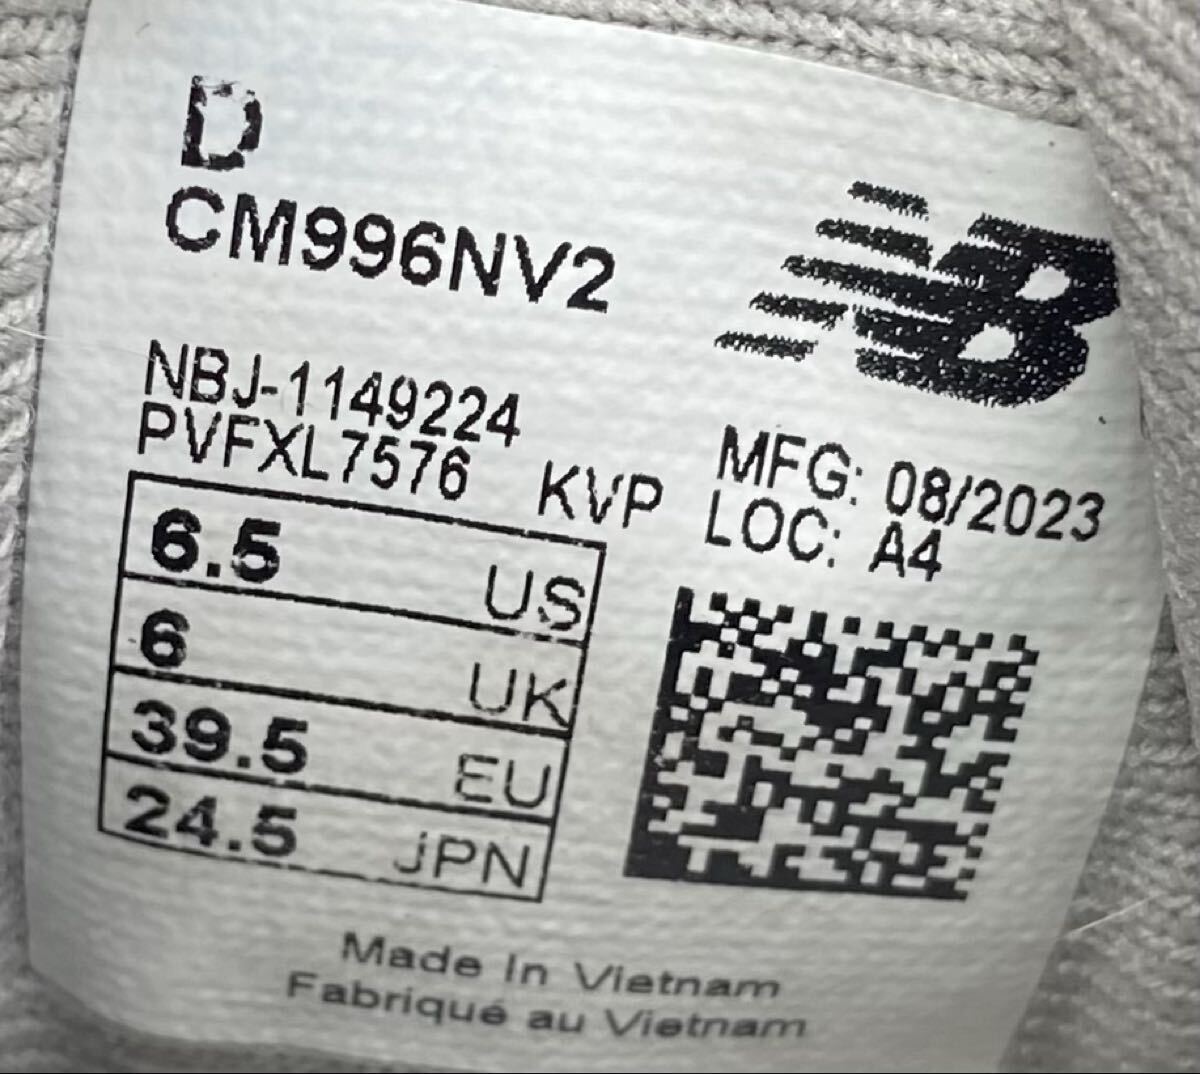 D
CM996NV2
NB
NBJ-1149224
PVFXL7576 KVP
MFG: 08/2023
LOC: A4
6.5 US
6 UK
39.5 EU
24.5 JPN
Made In Vietnam
Fabriqué au Vietnam